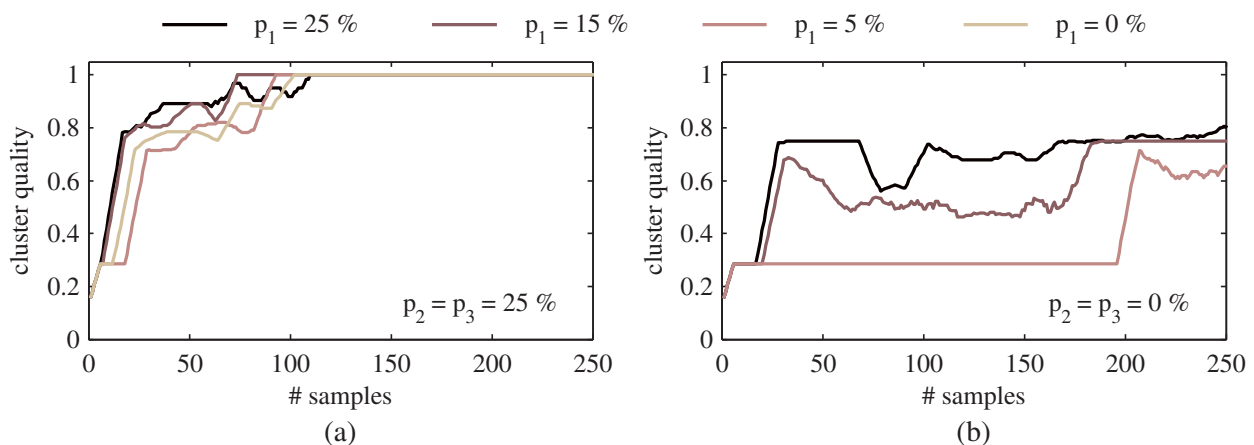 p1 = 25 % p1 = 15 % p1 = 5 % p1 = 0 %
cluster quality
1
0.8
0.6
0.4
0.2
0
p2 = p3 = 25 %
0 50 100 150 200 250
# samples
(a)
cluster quality
1
0.8
0.6
0.4
0.2
0
p2 = p3 = 0 %
0 50 100 150 200 250
# samples
(b)